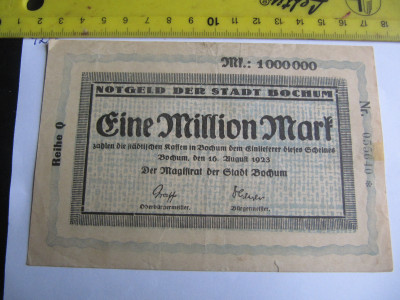 Mk.: 1000000
NOTGELD DER STADT BOCHUM
Eine Million Mark
zahlen die städtischen Kassen in Bochum dem Einlieferer dieses Scheines
Bochum, den 16. August 1923
Der Magistrat der Stadt Bochum
Oberbürgermeister.
Bürgermeister.
Reihe Q
Nr.